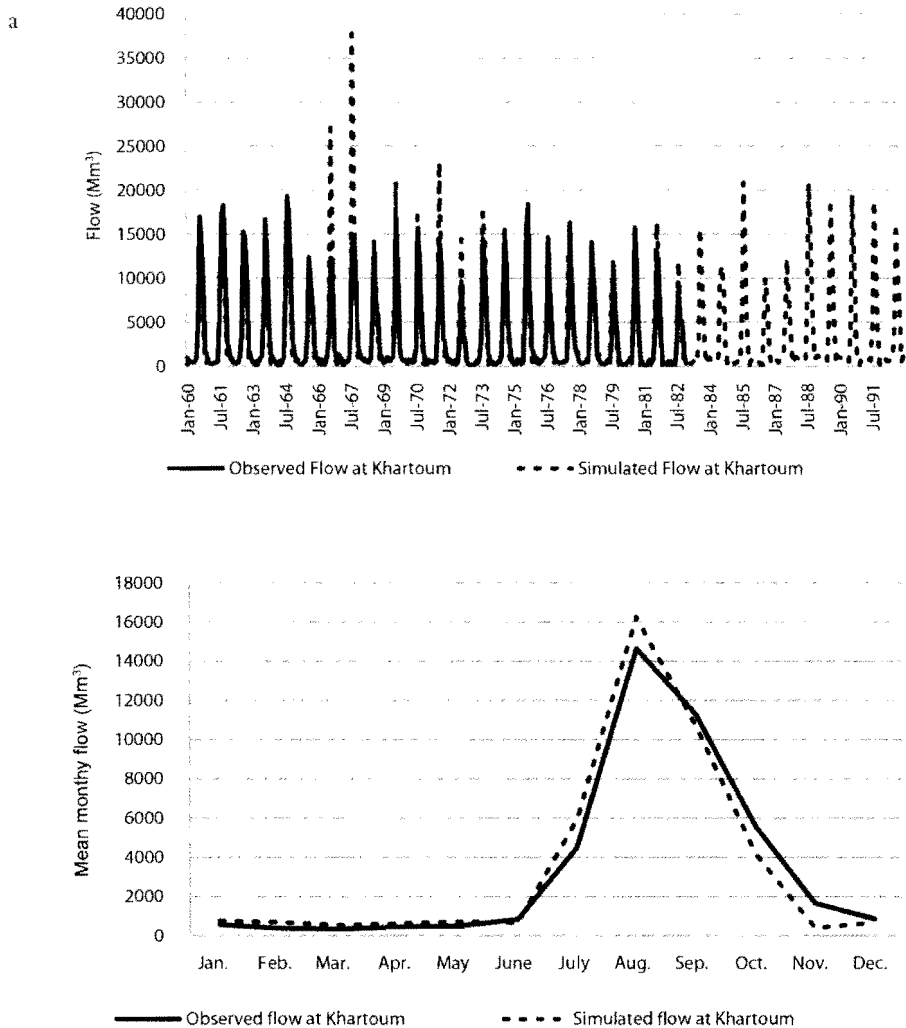 a
40000
35000
30000
25000
20000
15000
10000
5000
0
Flow (Mm³)
Jan-60
Jul-61
Jan-63
Jul-64
Jan-66
Jul-67
Jan-69
Jul-70
Jan-72
Jul-73
Jan-75
Jul-76
Jan-78
Jul-79
Jan-81
Jul-82
Jan-84
Jul-85
Jan-87
Jul-88
Jan-90
Jul-91
Observed Flow at Khartoum
Simulated Flow at Khartoum
18000
16000
14000
12000
10000
8000
6000
4000
2000
0
Mean monthy flow (Mm³)
Jan. Feb. Mar. Apr. May June July Aug. Sep. Oct. Nov. Dec.
Observed flow at Khartoum
Simulated flow at Khartoum